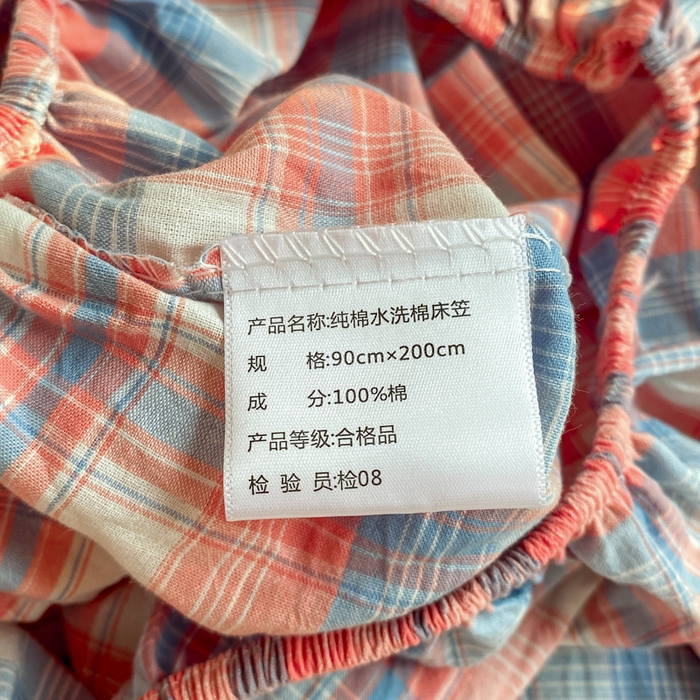 产品名称:纯棉水洗棉床笠
规 格:90cm×200cm
成 分:100%棉
产品等级:合格品
检 验 员:检08